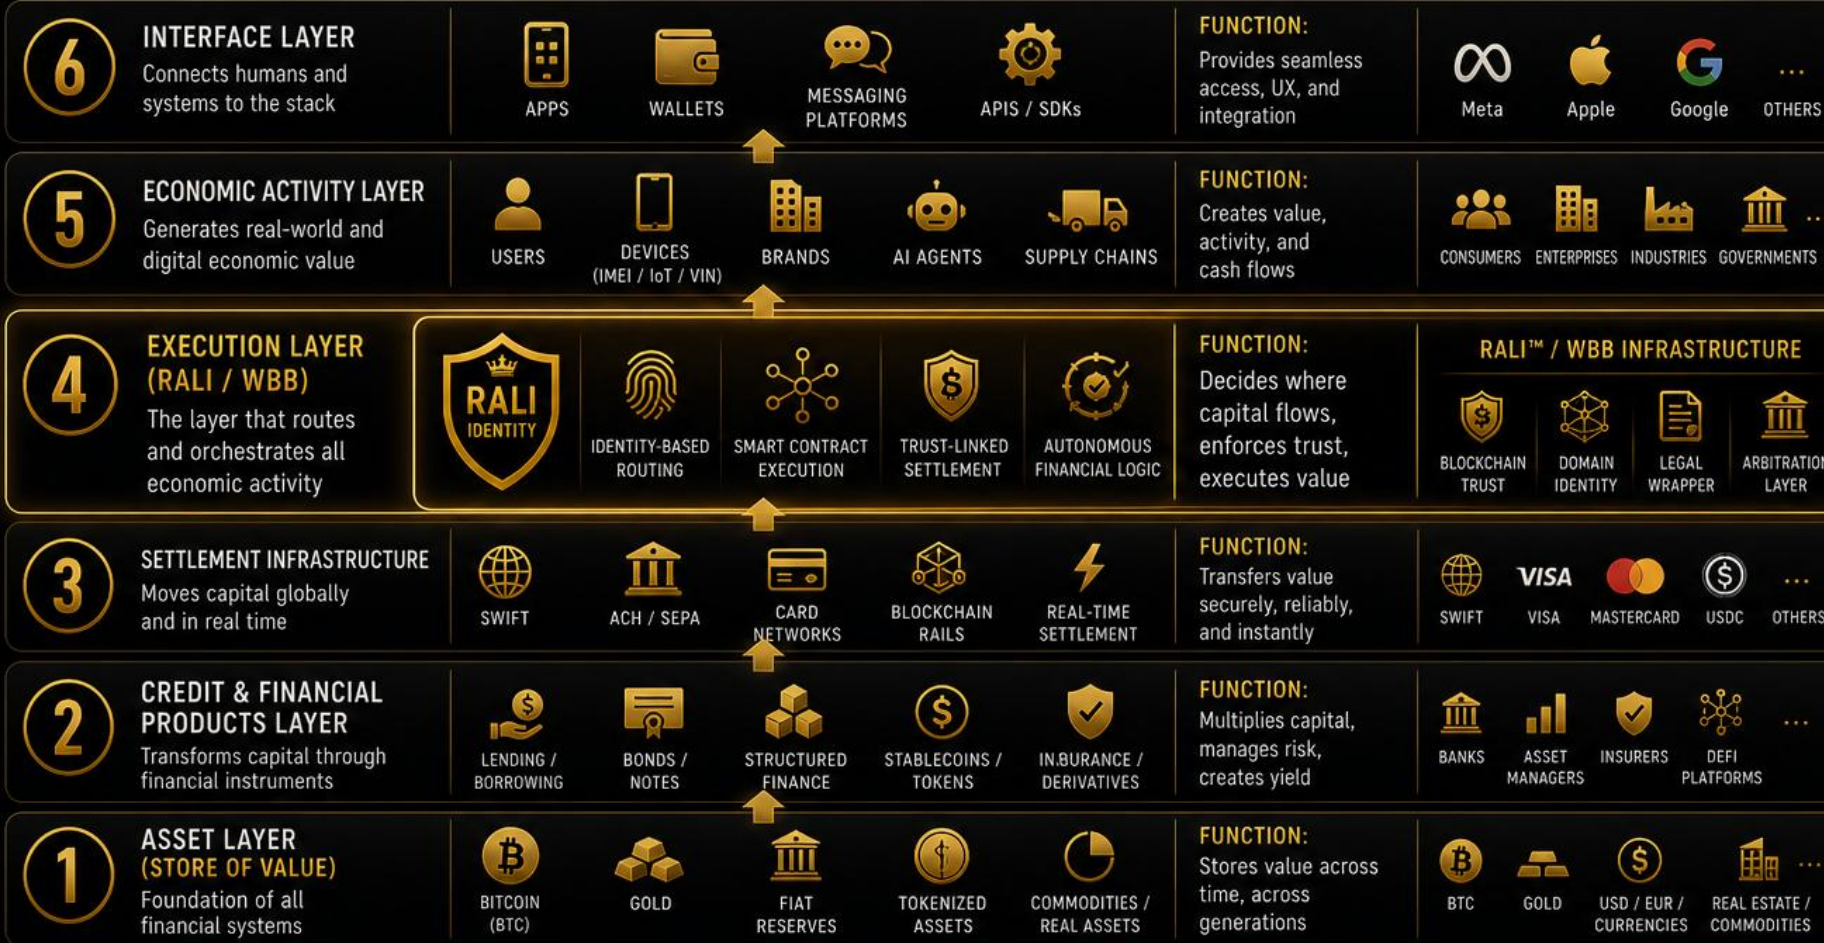 6
INTERFACE LAYER
Connects humans and
systems to the stack
APPS
WALLETS
MESSAGING
PLATFORMS
APIS / SDKs
FUNCTION:
Provides seamless
access, UX, and
integration
Meta
Apple
Google
...
OTHERS
5
ECONOMIC ACTIVITY LAYER
Generates real-world and
digital economic value
USERS
DEVICES
(IMEI / IoT / VIN)
BRANDS
AI AGENTS
SUPPLY CHAINS
FUNCTION:
Creates value,
activity, and
cash flows
CONSUMERS
ENTERPRISES
INDUSTRIES
GOVERNMENTS
..
4
EXECUTION LAYER
(RALI / WBB)
The layer that routes
and orchestrates all
economic activity
RALI
IDENTITY
IDENTITY-BASED
ROUTING
SMART CONTRACT
EXECUTION
$
TRUST-LINKED
SETTLEMENT
AUTONOMOUS
FINANCIAL LOGIC
FUNCTION:
Decides where
capital flows,
enforces trust,
executes value
RALI™ / WBB INFRASTRUCTURE
$
BLOCKCHAIN
TRUST
DOMAIN
IDENTITY
LEGAL
WRAPPER
ARBITRATION
LAYER
3
SETTLEMENT INFRASTRUCTURE
Moves capital globally
and in real time
SWIFT
ACH / SEPA
CARD
NETWORKS
BLOCKCHAIN
RAILS
REAL-TIME
SETTLEMENT
FUNCTION:
Transfers value
securely, reliably,
and instantly
SWIFT
VISA
VISA
MASTERCARD
$
USDC
...
OTHERS
2
CREDIT & FINANCIAL
PRODUCTS LAYER
Transforms capital through
financial instruments
$
LENDING /
BORROWING
BONDS /
NOTES
STRUCTURED
FINANCE
$
STABLECOINS /
TOKENS
IN.BURANCE /
DERIVATIVES
FUNCTION:
Multiplies capital,
manages risk,
creates yield
BANKS
ASSET
MANAGERS
INSURERS
DEFI
PLATFORMS
...
1
ASSET LAYER
(STORE OF VALUE)
Foundation of all
financial systems
BITCOIN
(BTC)
GOLD
FIAT
RESERVES
TOKENIZED
ASSETS
COMMODITIES /
REAL ASSETS
FUNCTION:
Stores value across
time, across
generations
BTC
GOLD
$
USD / EUR /
CURRENCIES
REAL ESTATE /
COMMODITIES
...